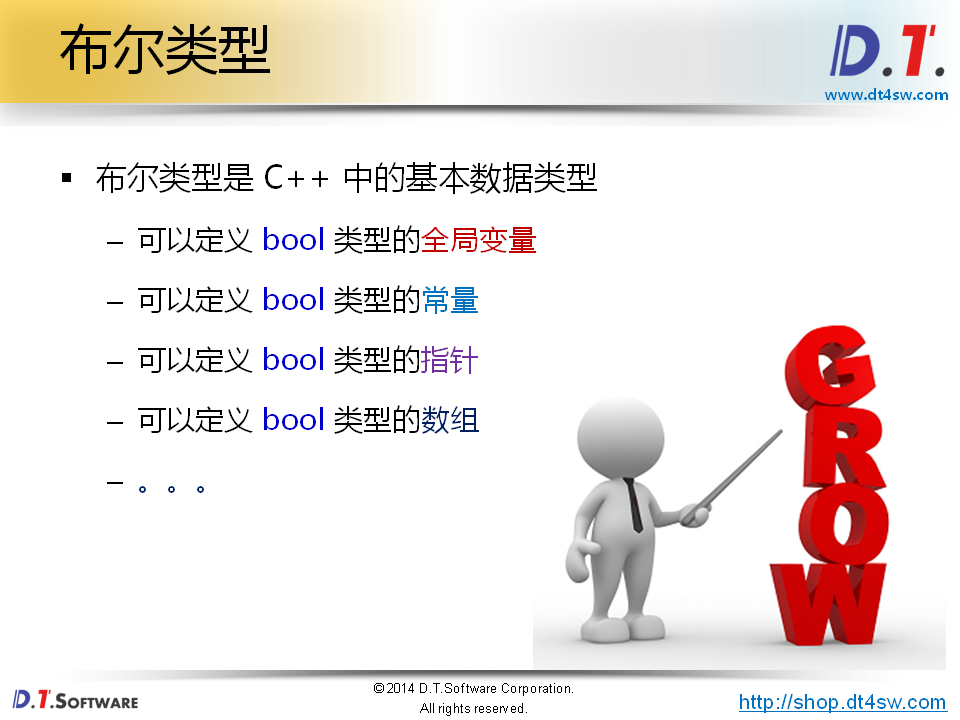 布尔类型
D.T.
www.dt4sw.com
▪ 布尔类型是 C++ 中的基本数据类型
– 可以定义 bool 类型的全局变量
– 可以定义 bool 类型的常量
– 可以定义 bool 类型的指针
– 可以定义 bool 类型的数组
– 。。。
GROW
D.T.SOFTWARE
©2014 D.T.Software Corporation.
All rights reserved.
http://shop.dt4sw.com